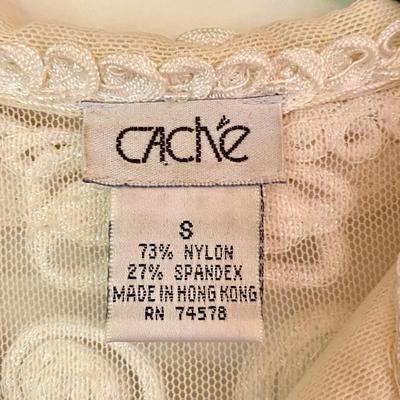 caché
S
73% NYLON
27% SPANDEX
MADE IN HONG KONG
RN 74578